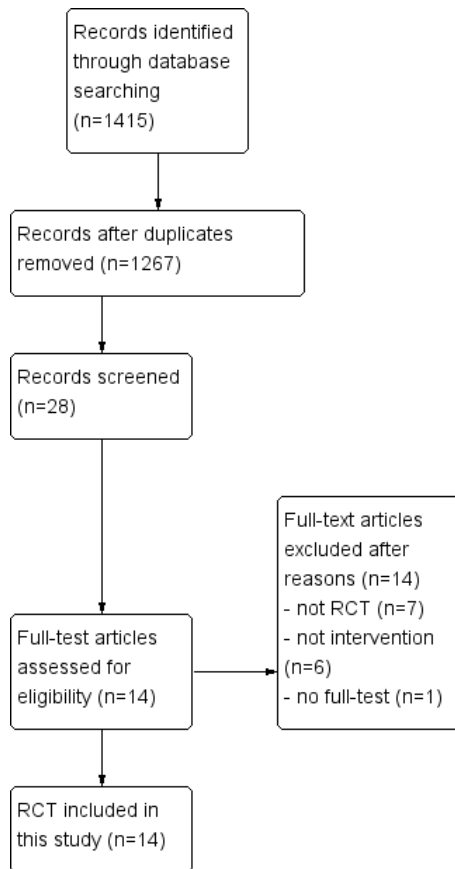 Records identified
through database
searching
(n=1415)
Records after duplicates
removed (n=1267)
Records screened
(n=28)
Full-text articles
excluded after
reasons (n=14)
- not RCT (n=7)
- not intervention
(n=6)
- no full-test (n=1)
Full-test articles
assessed for
eligibility (n=14)
RCT included in
this study (n=14)